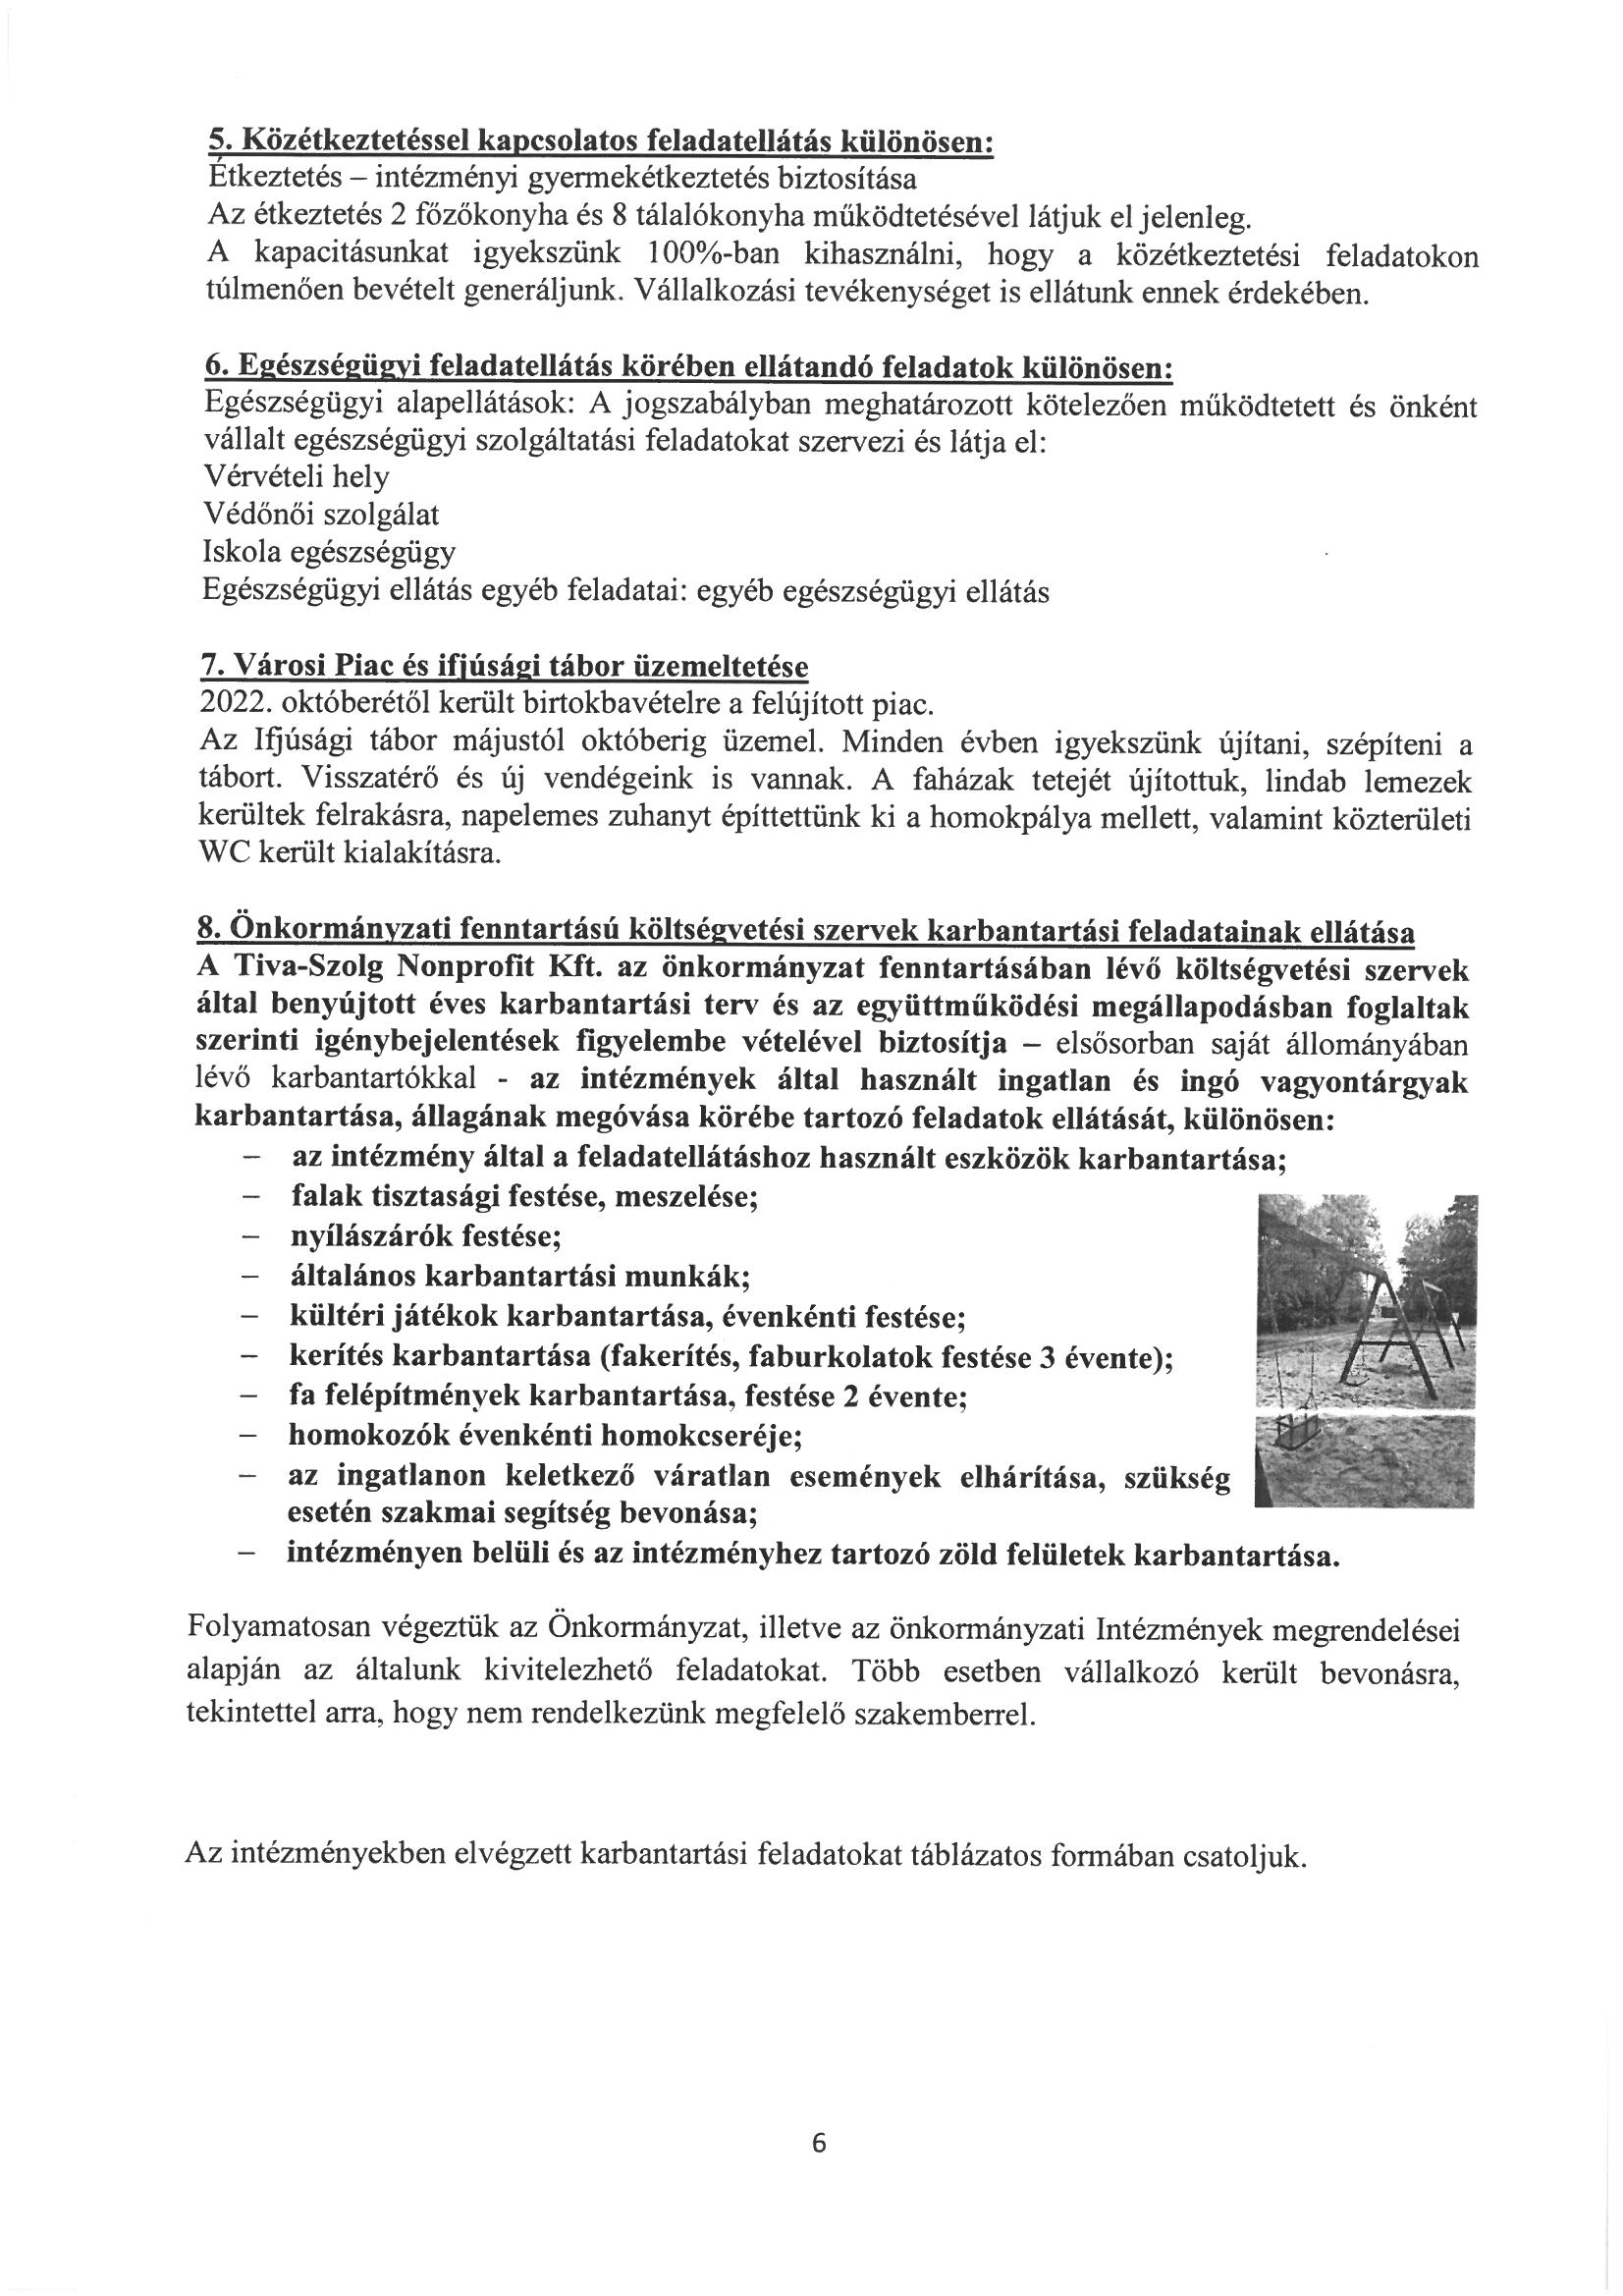 5. Közétkeztetéssel kapcsolatos feladatellátás különösen:
Étkeztetés – intézményi gyermekétkeztetés biztosítása
Az étkeztetés 2 főzőkonyha és 8 tálalókonyha működtetésével látjuk el jelenleg.
A kapacitásunkat igyekszünk 100%-ban kihasználni, hogy a közétkeztetési feladatokon
túlmenően bevételt generáljunk. Vállalkozási tevékenységet is ellátunk ennek érdekében.
6. Egészségügyi feladatellátás körében ellátandó feladatok különösen:
Egészségügyi alapellátások: A jogszabályban meghatározott kötelezően működtetett és önként
vállalt egészségügyi szolgáltatási feladatokat szervezi és látja el:
Vérvételi hely
Védőnői szolgálat
Iskola egészségügy
Egészségügyi ellátás egyéb feladatai: egyéb egészségügyi ellátás
7. Városi Piac és ifjúsági tábor üzemeltetése
2022. októberétől került birtokbavételre a felújított piac.
Az Ifjúsági tábor májustól októberig üzemel. Minden évben igyekszünk újítani, szépíteni a
tábort. Visszatérő és új vendégeink is vannak. A faházak tetejét újítottuk, lindab lemezek
kerültek felrakásra, napelemes zuhanyt építtettünk ki a homokpálya mellett, valamint közterületi
WC került kialakításra.
8. Önkormányzati fenntartású költségvetési szervek karbantartási feladatainak ellátása
A Tiva-Szolg Nonprofit Kft. az önkormányzat fenntartásában lévő költségvetési szervek
által benyújtott éves karbantartási terv és az együttműködési megállapodásban foglaltak
szerinti igénybejelentések figyelembe vételével biztosítja – elsősorban saját állományában
lévő karbantartókkal - az intézmények által használt ingatlan és ingó vagyontárgyak
karbantartása, állagának megóvása körébe tartozó feladatok ellátását, különösen:
– az intézmény által a feladatellátáshoz használt eszközök karbantartása;
– falak tisztasági festése, meszelése;
– nyílászárók festése;
– általános karbantartási munkák;
– kültéri játékok karbantartása, évenkénti festése;
– kerítés karbantartása (fakerítés, faburkolatok festése 3 évente);
– fa felépítmények karbantartása, festése 2 évente;
– homokozók évenkénti homokcseréje;
– az ingatlanon keletkező váratlan események elhárítása, szükség
esetén szakmai segítség bevonása;
– intézményen belüli és az intézményhez tartozó zöld felületek karbantartása.
Folyamatosan végeztük az Önkormányzat, illetve az önkormányzati Intézmények megrendelései
alapján az általunk kivitelezhető feladatokat. Több esetben vállalkozó került bevonásra,
tekintettel arra, hogy nem rendelkezünk megfelelő szakemberrel.
Az intézményekben elvégzett karbantartási feladatokat táblázatos formában csatoljuk.
6